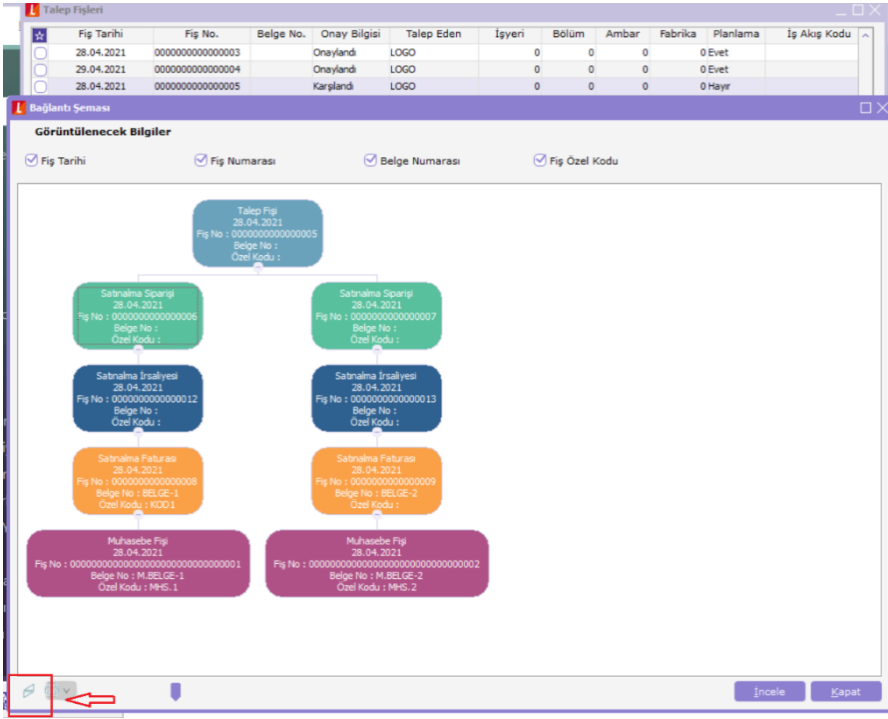 Talep Fişleri
Fiş Tarihi Fiş No. Belge No. Onay Bilgisi Talep Eden İşyeri Bölüm Ambar Fabrika Planlama İş Akış Kodu
28.04.2021 0000000000000003 Onaylandı LOGO 0 0 0 0 Evet
29.04.2021 0000000000000004 Onaylandı LOGO 0 0 0 0 Evet
28.04.2021 0000000000000005 Karşılandı LOGO 0 0 0 0 Hayır
Bağlantı Şeması
Görüntülenecek Bilgiler
Fiş Tarihi Fiş Numarası Belge Numarası Fiş Özel Kodu
Talep Fişi
28.04.2021
Fiş No : 0000000000000005
Belge No :
Özel Kodu :
Satınalma Siparişi
28.04.2021
Fiş No : 0000000000000006
Belge No :
Özel Kodu :
Satınalma Siparişi
28.04.2021
Fiş No : 0000000000000007
Belge No :
Özel Kodu :
Satınalma İrsaliyesi
28.04.2021
Fiş No : 0000000000000012
Belge No :
Özel Kodu :
Satınalma İrsaliyesi
28.04.2021
Fiş No : 0000000000000013
Belge No :
Özel Kodu :
Satınalma Faturası
28.04.2021
Fiş No : 0000000000000008
Belge No : BELGE-1
Özel Kodu : KOD1
Satınalma Faturası
28.04.2021
Fiş No : 0000000000000009
Belge No : BELGE-2
Özel Kodu :
Muhasebe Fişi
28.04.2021
Fiş No : 00000000000000000000000000000001
Belge No : M.BELGE-1
Özel Kodu : MHS.1
Muhasebe Fişi
28.04.2021
Fiş No : 00000000000000000000000000000002
Belge No : M.BELGE-2
Özel Kodu : MHS.2
İncele Kapat